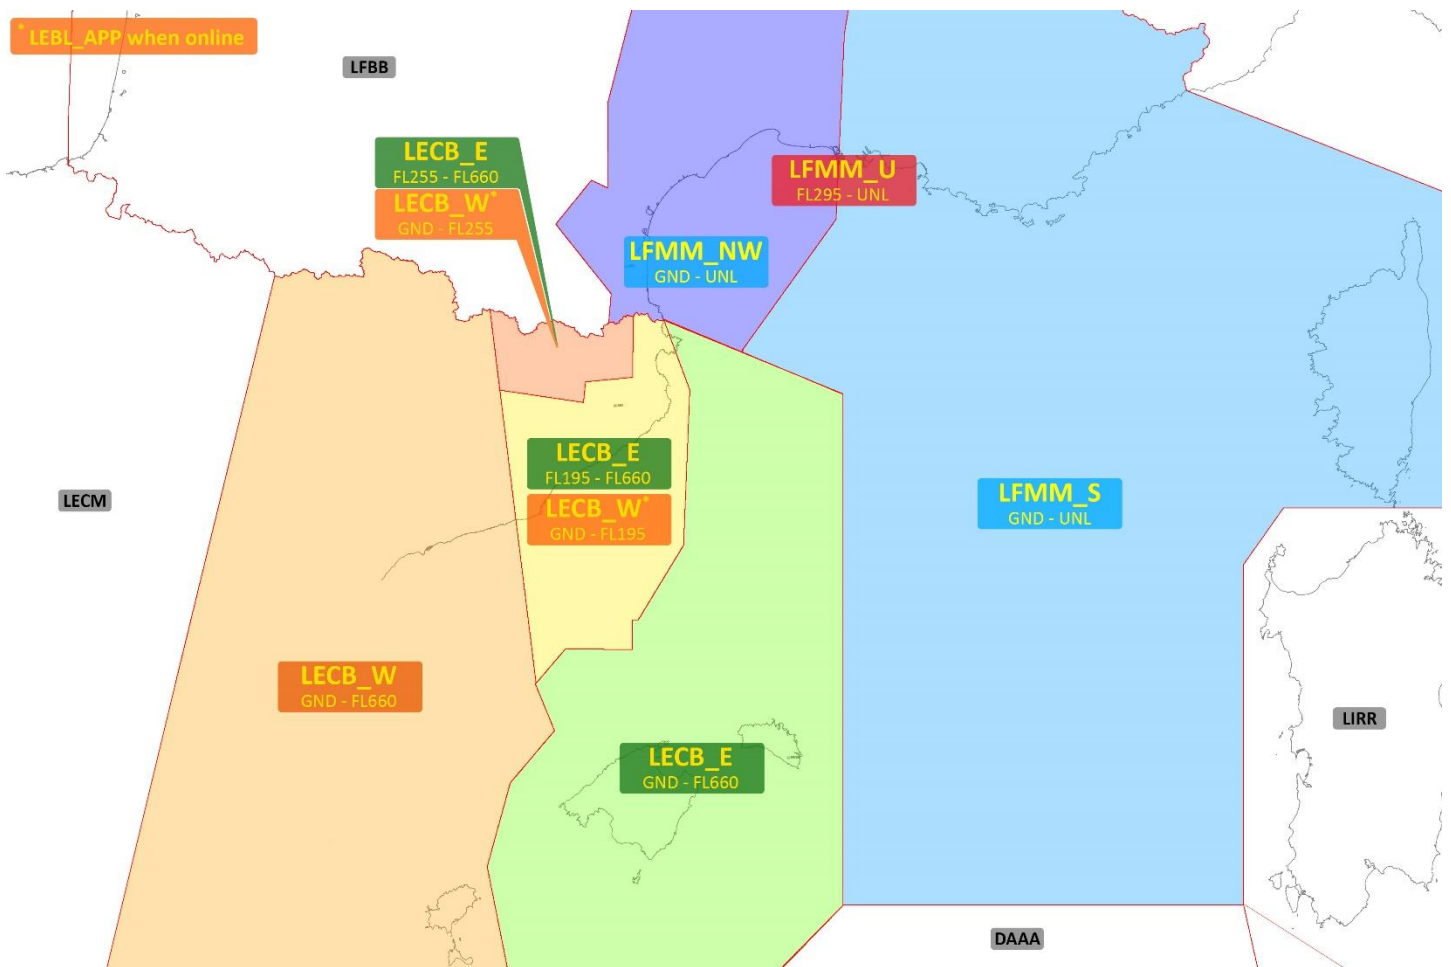 * LEBL_APP when online
LFBB
LECB_E
FL255 - FL660
LECB_W*
GND - FL255
LFMM_U
FL295 - UNL
LFMM_NW
GND - UNL
LECB_E
FL195 - FL660
LECB_W*
GND - FL195
LECM
LFMM_S
GND - UNL
LECB_W
GND - FL660
LECB_E
GND - FL660
LIRR
DAAA